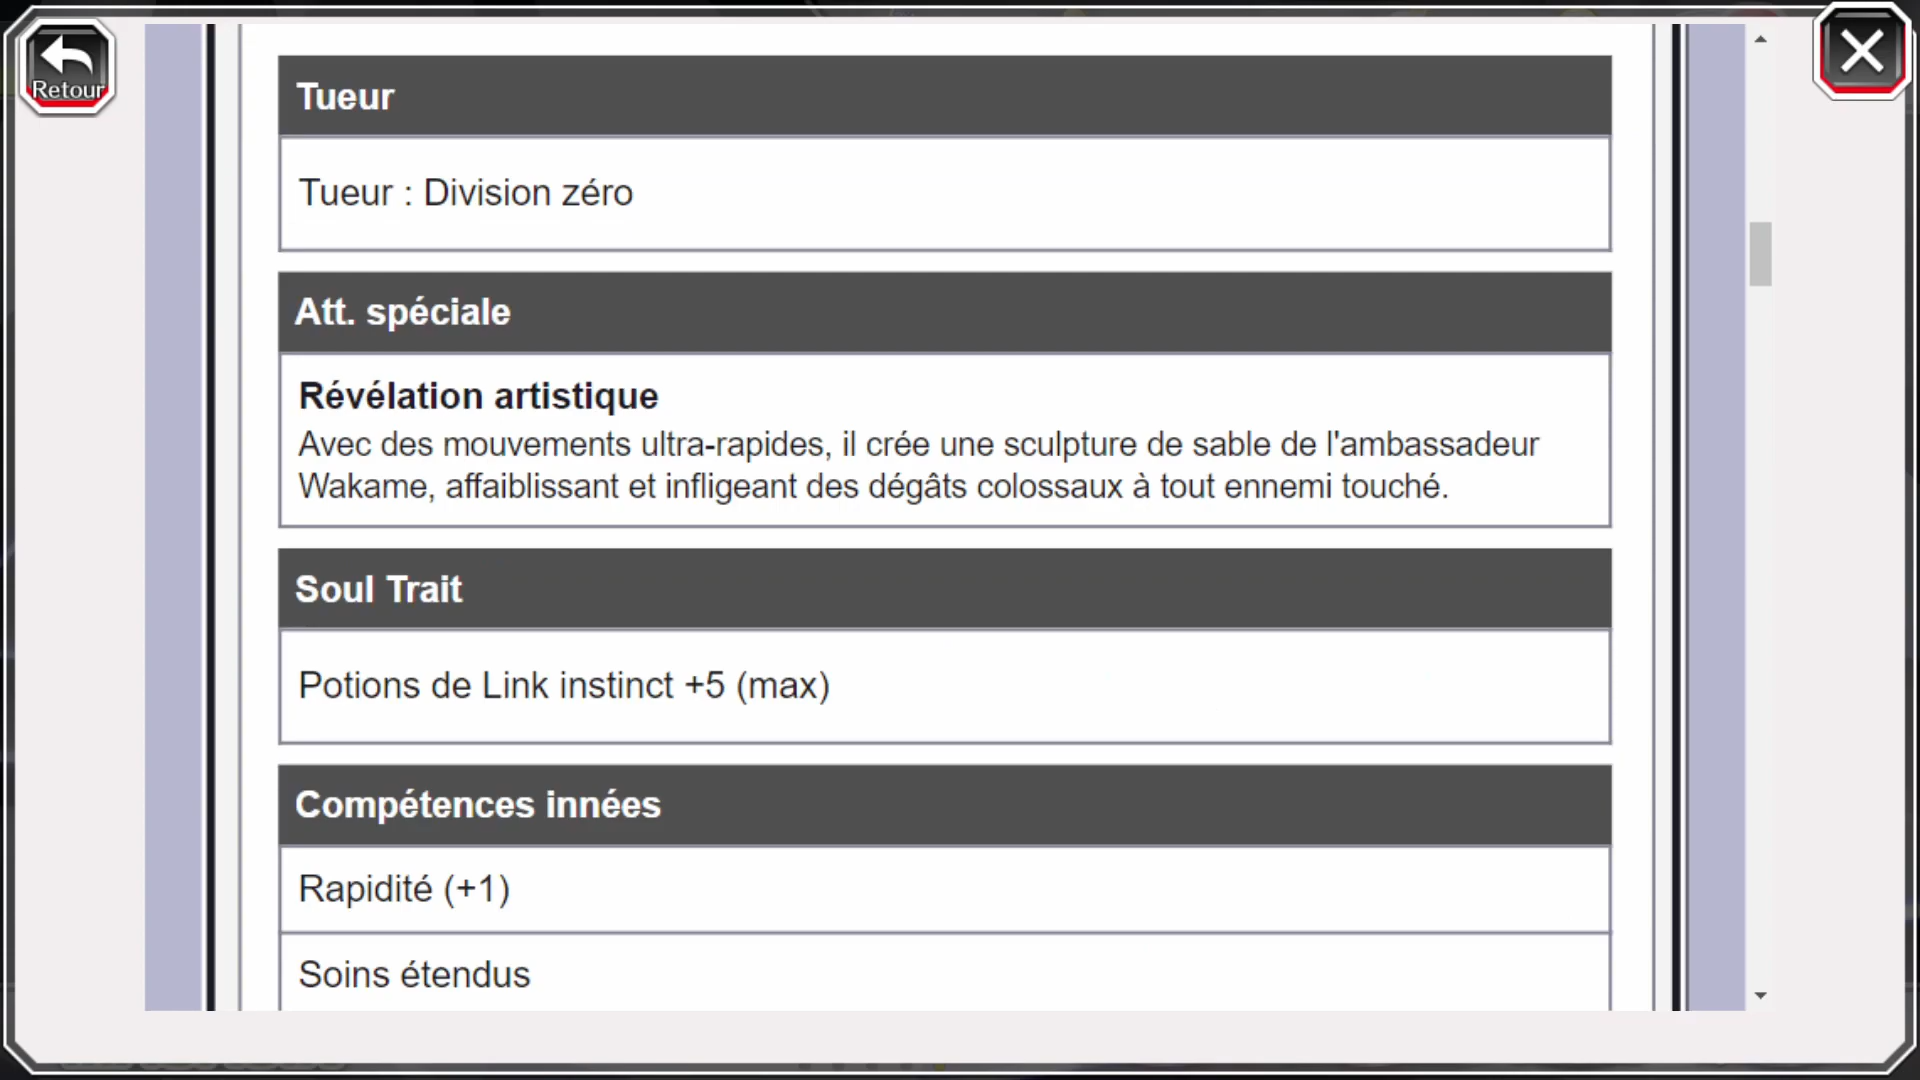 Retour
Tueur
Tueur : Division zéro
Att. spéciale
Révélation artistique
Avec des mouvements ultra-rapides, il crée une sculpture de sable de l'ambassadeur
Wakame, affaiblissant et infligeant des dégâts colossaux à tout ennemi touché.
Soul Trait
Potions de Link instinct +5 (max)
Compétences innées
Rapidité (+1)
Soins étendus